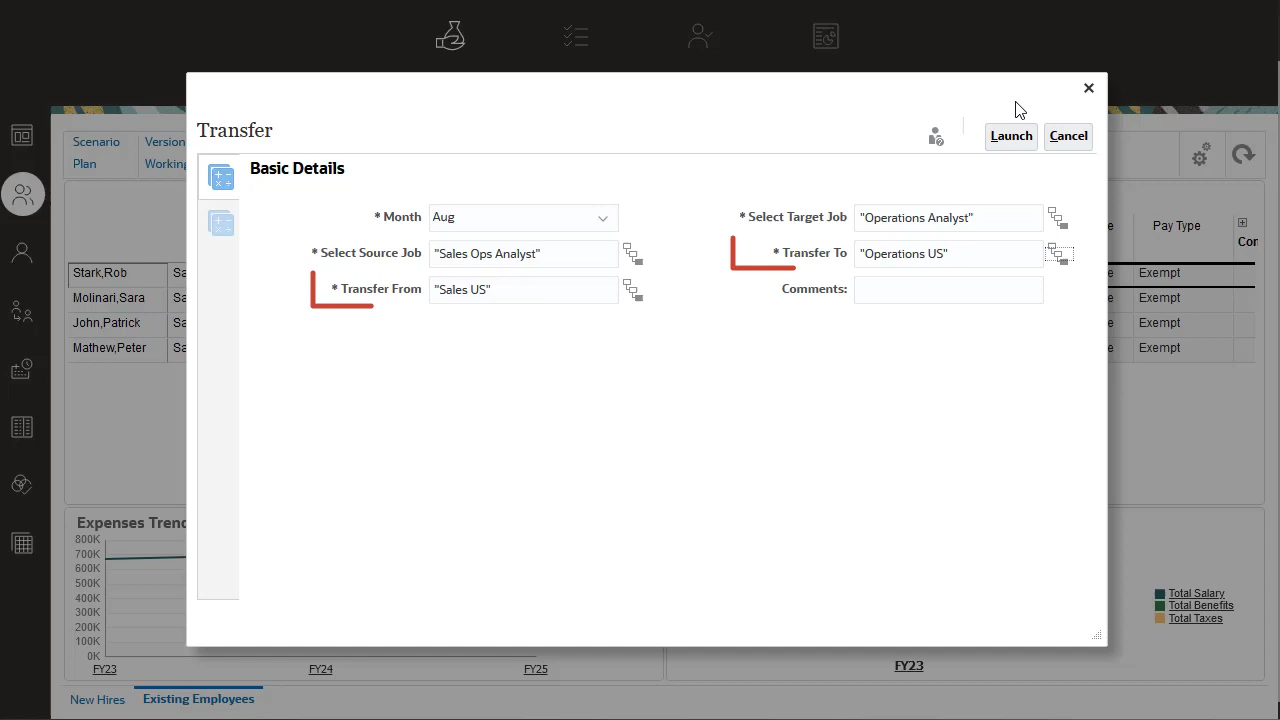 Transfer
Launch
Cancel
Basic Details
* Month
Aug
* Select Source Job
"Sales Ops Analyst"
* Transfer From
"Sales US"
* Select Target Job
"Operations Analyst"
* Transfer To
"Operations US"
Comments:
Scenario
Plan
Version
Working
Stark,Rob
Molinari,Sara
John,Patrick
Mathew,Peter
Pay Type
Exempt
Exempt
Exempt
Exempt
Expenses Trend
800K
700K
600K
500K
400K
300K
200K
100K
0K
FY23
FY24
FY25
FY23
Total Salary
Total Benefits
Total Taxes
New Hires
Existing Employees